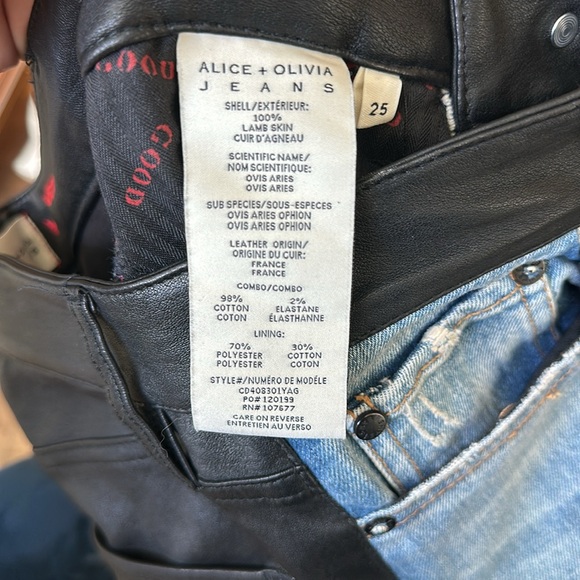 ALICE + OLIVIA
JEANS
SHELL/EXTÉRIEUR:
100%
LAMB SKIN
CUIR D'AGNEAU
SCIENTIFIC NAME/
NOM SCIENTIFIQUE:
OVIS ARIES
OVIS ARIES
SUB SPECIES/SOUS-ESPECES
OVIS ARIES OPHION
OVIS ARIES OPHION
LEATHER ORIGIN/
ORIGINE DU CUIR:
FRANCE
FRANCE
COMBO/COMBO
98% 2%
COTTON ELASTANE
COTON ÉLASTHANNE
LINING:
70% 30%
POLYESTER COTTON
POLYESTER COTON
STYLE#/NUMÉRO DE MODÈLE
CD408301YAG
PO# 120199
RN# 107677
CARE ON REVERSE
ENTRETIEN AU VERSO
25
GOOD